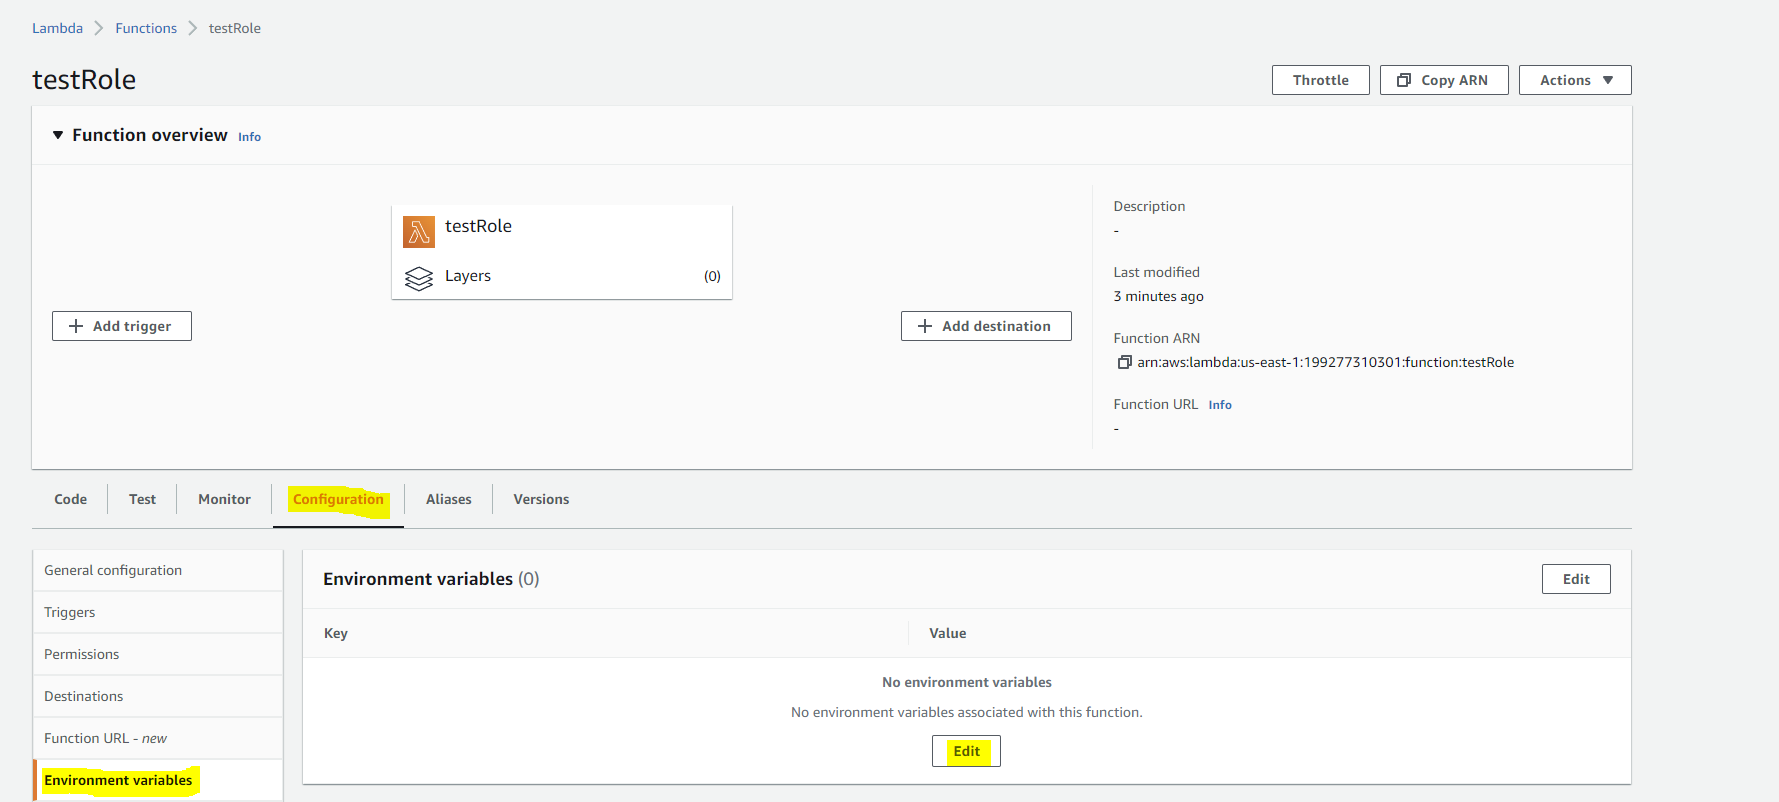 Lambda > Functions > testRole
testRole
Throttle Copy ARN Actions
Function overview Info
testRole
Layers (0)
Add trigger
Add destination
Description
-
Last modified
3 minutes ago
Function ARN
arn:aws:lambda:us-east-1:199277310301:function:testRole
Function URL Info
-
Code Test Monitor Configuration Aliases Versions
General configuration
Triggers
Permissions
Destinations
Function URL - new
Environment variables
Environment variables (0) Edit
Key Value
No environment variables
No environment variables associated with this function.
Edit